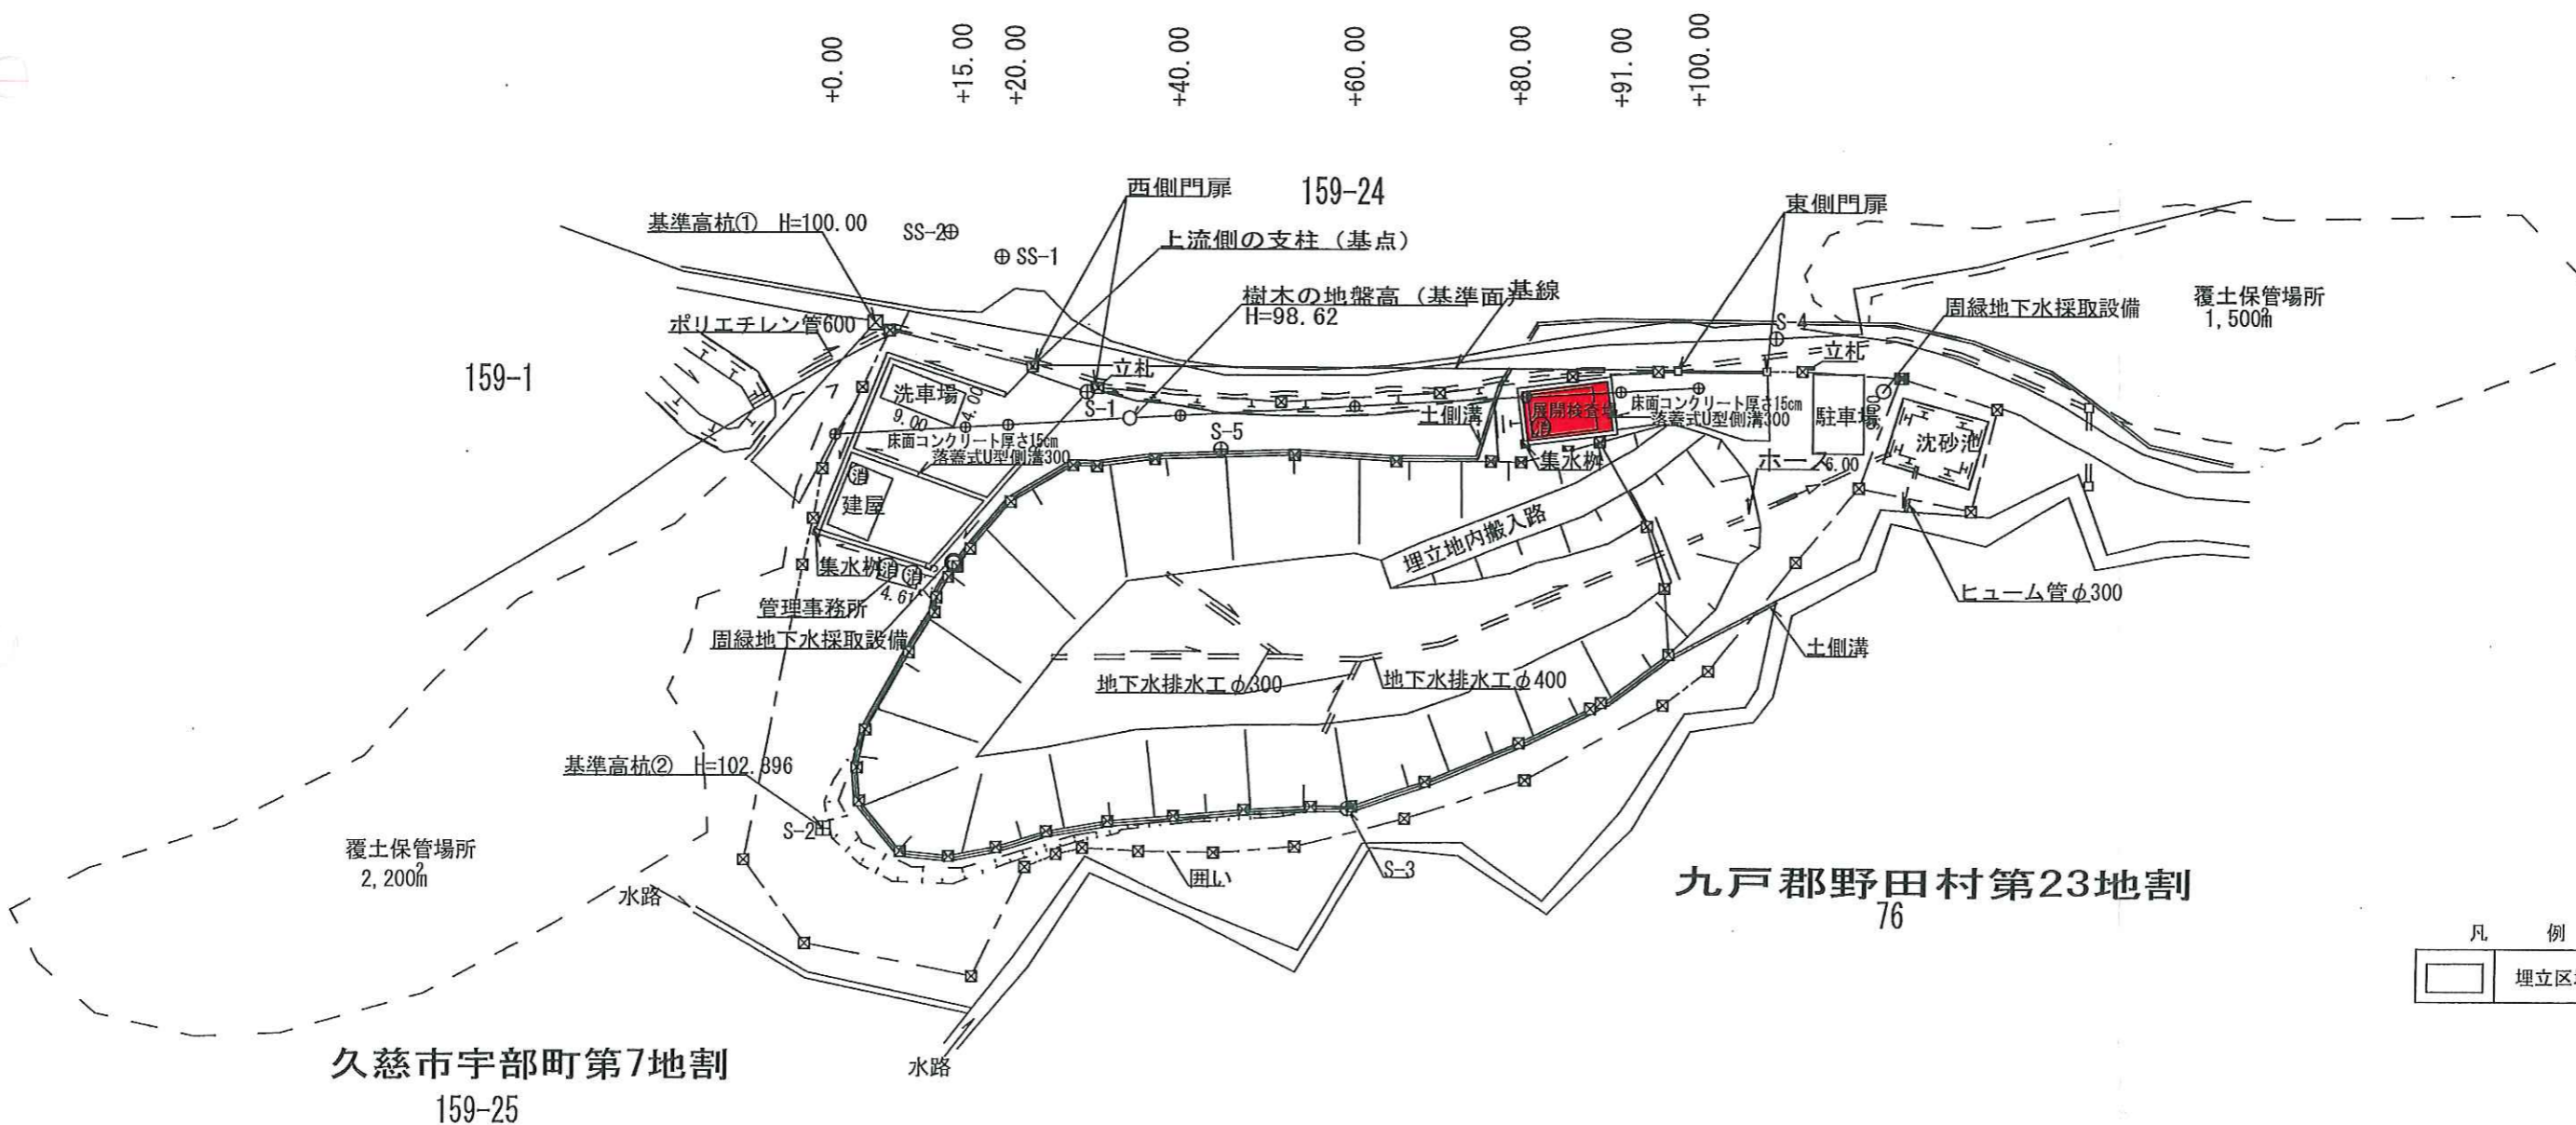 +0.00
+15.00
+20.00
+40.00
+60.00
+80.00
+91.00
+100.00
西側門扉
159-24
東側門扉
基準高杭① H=100.00
SS-2
SS-1
上流側の支柱（基点）
樹木の地盤高（基準面）
H=98.62
基線
覆土保管場所
1,500㎡
周縁地下水採取設備
ポリエチレン管600
S-4
立札
159-1
立札
洗車場
9.00
4.00
S-1
土側溝
展開検査場
消
床面コンクリート厚さ15cm
落蓋式U型側溝300
駐車場
沈砂池
床面コンクリート厚さ15cm
落蓋式U型側溝300
S-5
集水桝
ホース
6.00
消
建屋
埋立地内搬入路
集水桝
消
消
4.61
管理事務所
周縁地下水採取設備
ヒューム管φ300
土側溝
地下水排水工φ300
地下水排水工φ400
基準高杭② H=102.896
S-2
覆土保管場所
2,200㎡
水路
囲い
S-3
九戸郡野田村第23地割
76
凡 例
埋立区
久慈市宇部町第7地割
159-25
水路